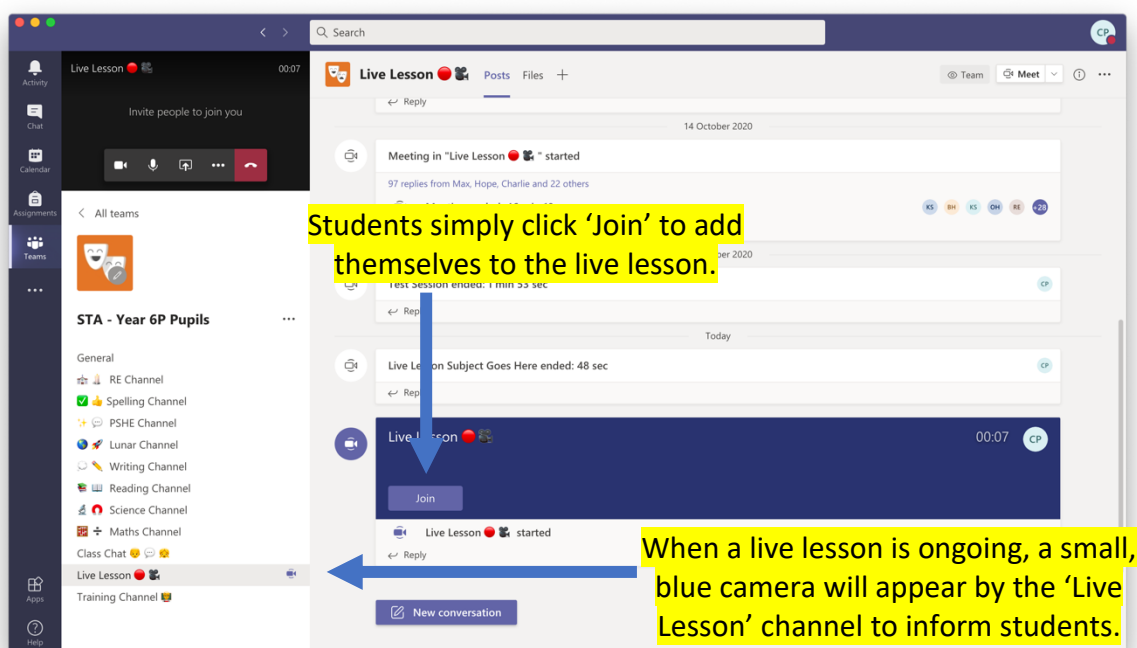 Search
CP
Activity
Chat
Calendar
Assignments
Teams
Apps
Help
Live Lesson 🔴 🎥 00:07
Invite people to join you
All teams
STA - Year 6P Pupils
General
RE Channel
✅ 👍 Spelling Channel
✨ 💬 PSHE Channel
🌍 🚀 Lunar Channel
💭 ✏️ Writing Channel
📚 📖 Reading Channel
🔬 🧲 Science Channel
🧮 ➗ Maths Channel
Class Chat
Live Lesson 🔴 🎥
Training Channel
Live Lesson 🔴 🎥 Posts Files +
Team Meet
Reply
14 October 2020
Meeting in "Live Lesson 🔴 🎥 " started
97 replies from Max, Hope, Charlie and 22 others
KS BH KS OH RE +28
Students simply click ‘Join’ to add
themselves to the live lesson.
2020
Test Session ended: 1 min 53 sec CP
Today
Live Lesson Subject Goes Here ended: 48 sec CP
Live Lesson 🔴 🎥 00:07 CP
Join
Live Lesson 🔴 🎥 started
Reply
New conversation
When a live lesson is ongoing, a small,
blue camera will appear by the ‘Live
Lesson’ channel to inform students.